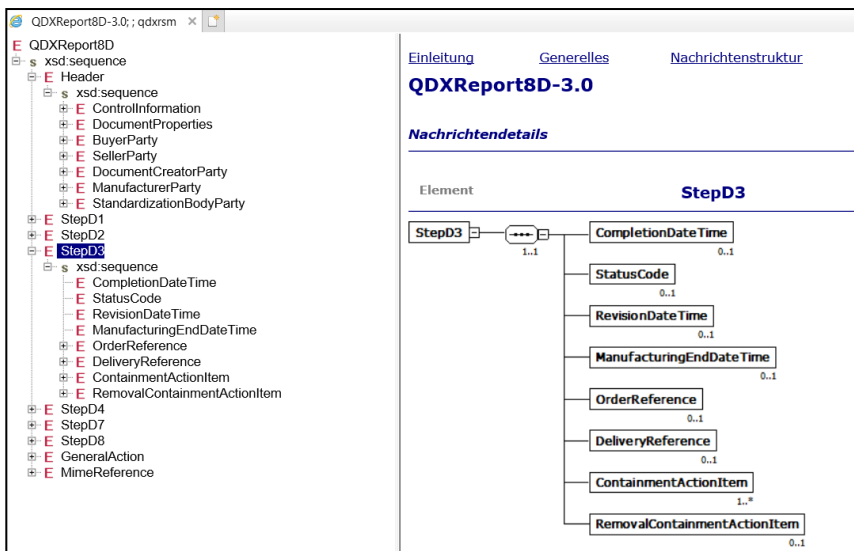 QDXReport8D-3.0; ; qdxrsm
E QDXReport8D
s xsd:sequence
E Header
s xsd:sequence
E ControlInformation
E DocumentProperties
E BuyerParty
E SellerParty
E DocumentCreatorParty
E ManufacturerParty
E StandardizationBodyParty
E StepD1
E StepD2
E StepD3
s xsd:sequence
E CompletionDateTime
E StatusCode
E RevisionDateTime
E ManufacturingEndDateTime
E OrderReference
E DeliveryReference
E ContainmentActionItem
E RemovalContainmentActionItem
E StepD4
E StepD7
E StepD8
E GeneralAction
E MimeReference
Einleitung Generelles Nachrichtenstruktur
QDXReport8D-3.0
Nachrichtendetails
Element StepD3
StepD3
1..1
CompletionDateTime
0..1
StatusCode
0..1
RevisionDateTime
0..1
ManufacturingEndDateTime
0..1
OrderReference
0..1
DeliveryReference
0..1
ContainmentActionItem
1..*
RemovalContainmentActionItem
0..1